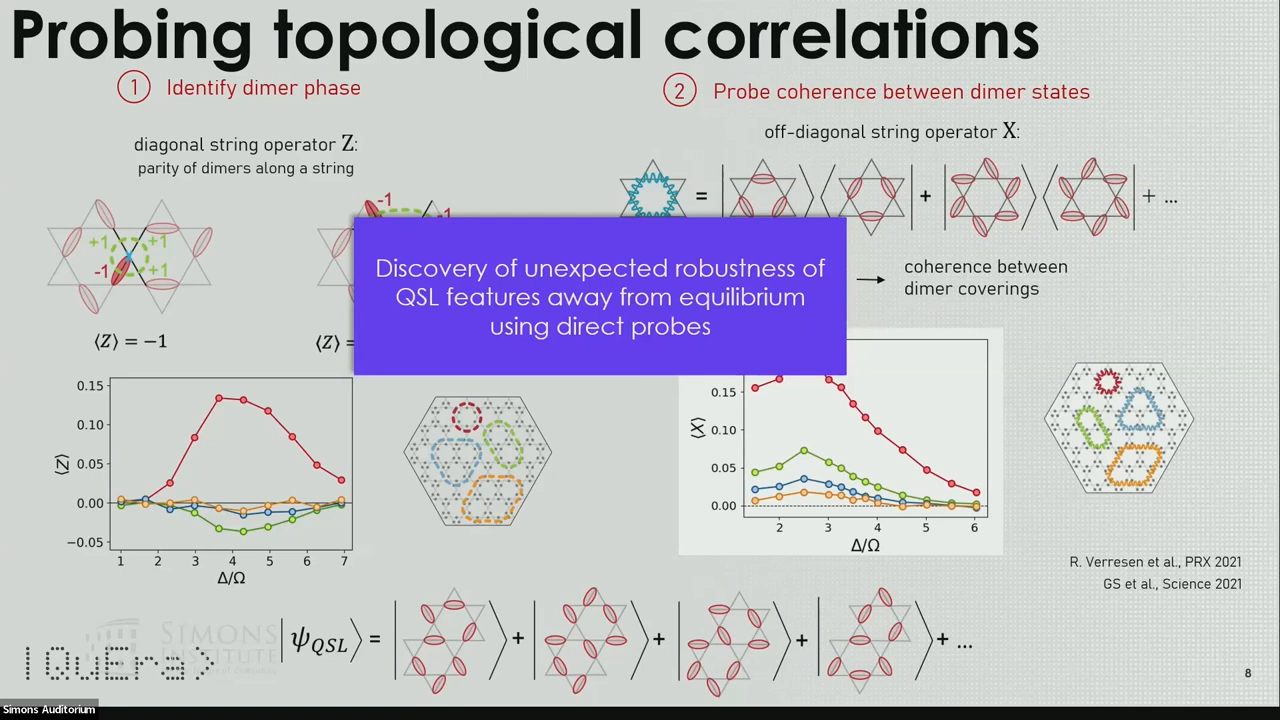 Probing topological correlations
1 Identify dimer phase
diagonal string operator Z:
parity of dimers along a string
+1 +1
-1 +1
-1
-1
⟨Z⟩ = −1
⟨Z⟩ =
2 Probe coherence between dimer states
off-diagonal string operator X:
= + + ...
coherence between
dimer coverings
Discovery of unexpected robustness of
QSL features away from equilibrium
using direct probes
0.15
0.10
0.05
0.00
−0.05
⟨Z⟩
1 2 3 4 5 6 7
Δ/Ω
0.15
0.10
0.05
0.00
⟨X⟩
2 3 4 5 6
Δ/Ω
R. Verresen et al., PRX 2021
GS et al., Science 2021
|ψQSL⟩ = + + + + ...
SIMONS
INSTITUTE
|QuEra>
8
Simons Auditorium